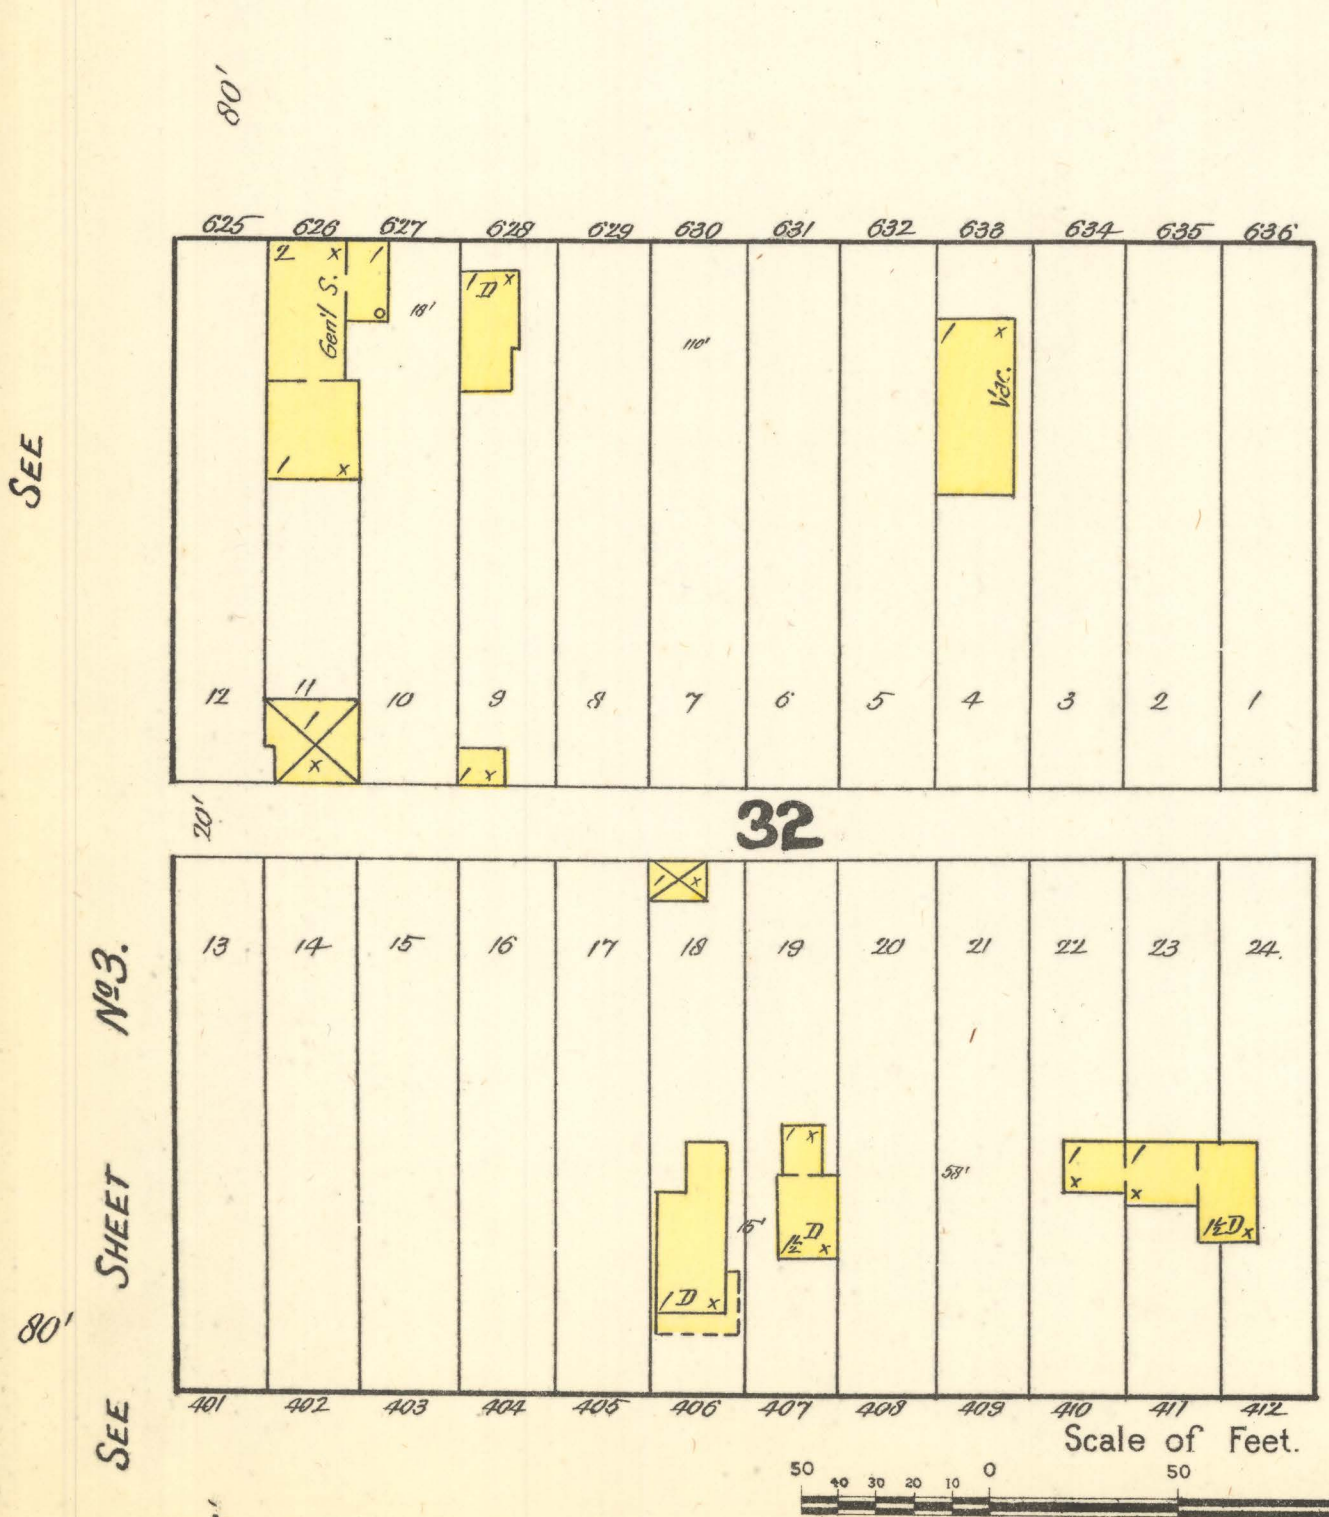 80'
625 626 627 628 629 630 631 632 633 634 635 636
2 x 1
Gen'l S.
o
18'
1 x
D
110'
1 x
Vac.
SEE
1 x
12 11 10 9 8 7 6 5 4 3 2 1
1
x
1 x
20'
32
1 x
13 14 15 16 17 18 19 20 21 22 23 24.
1
SEE SHEET No 3.
1 x
1 1
x x
58'
15'
1½ D x
1½ D x
1 D x
80'
401 402 403 404 405 406 407 408 409 410 411 412
Scale of Feet.
50 40 30 20 10 0 50